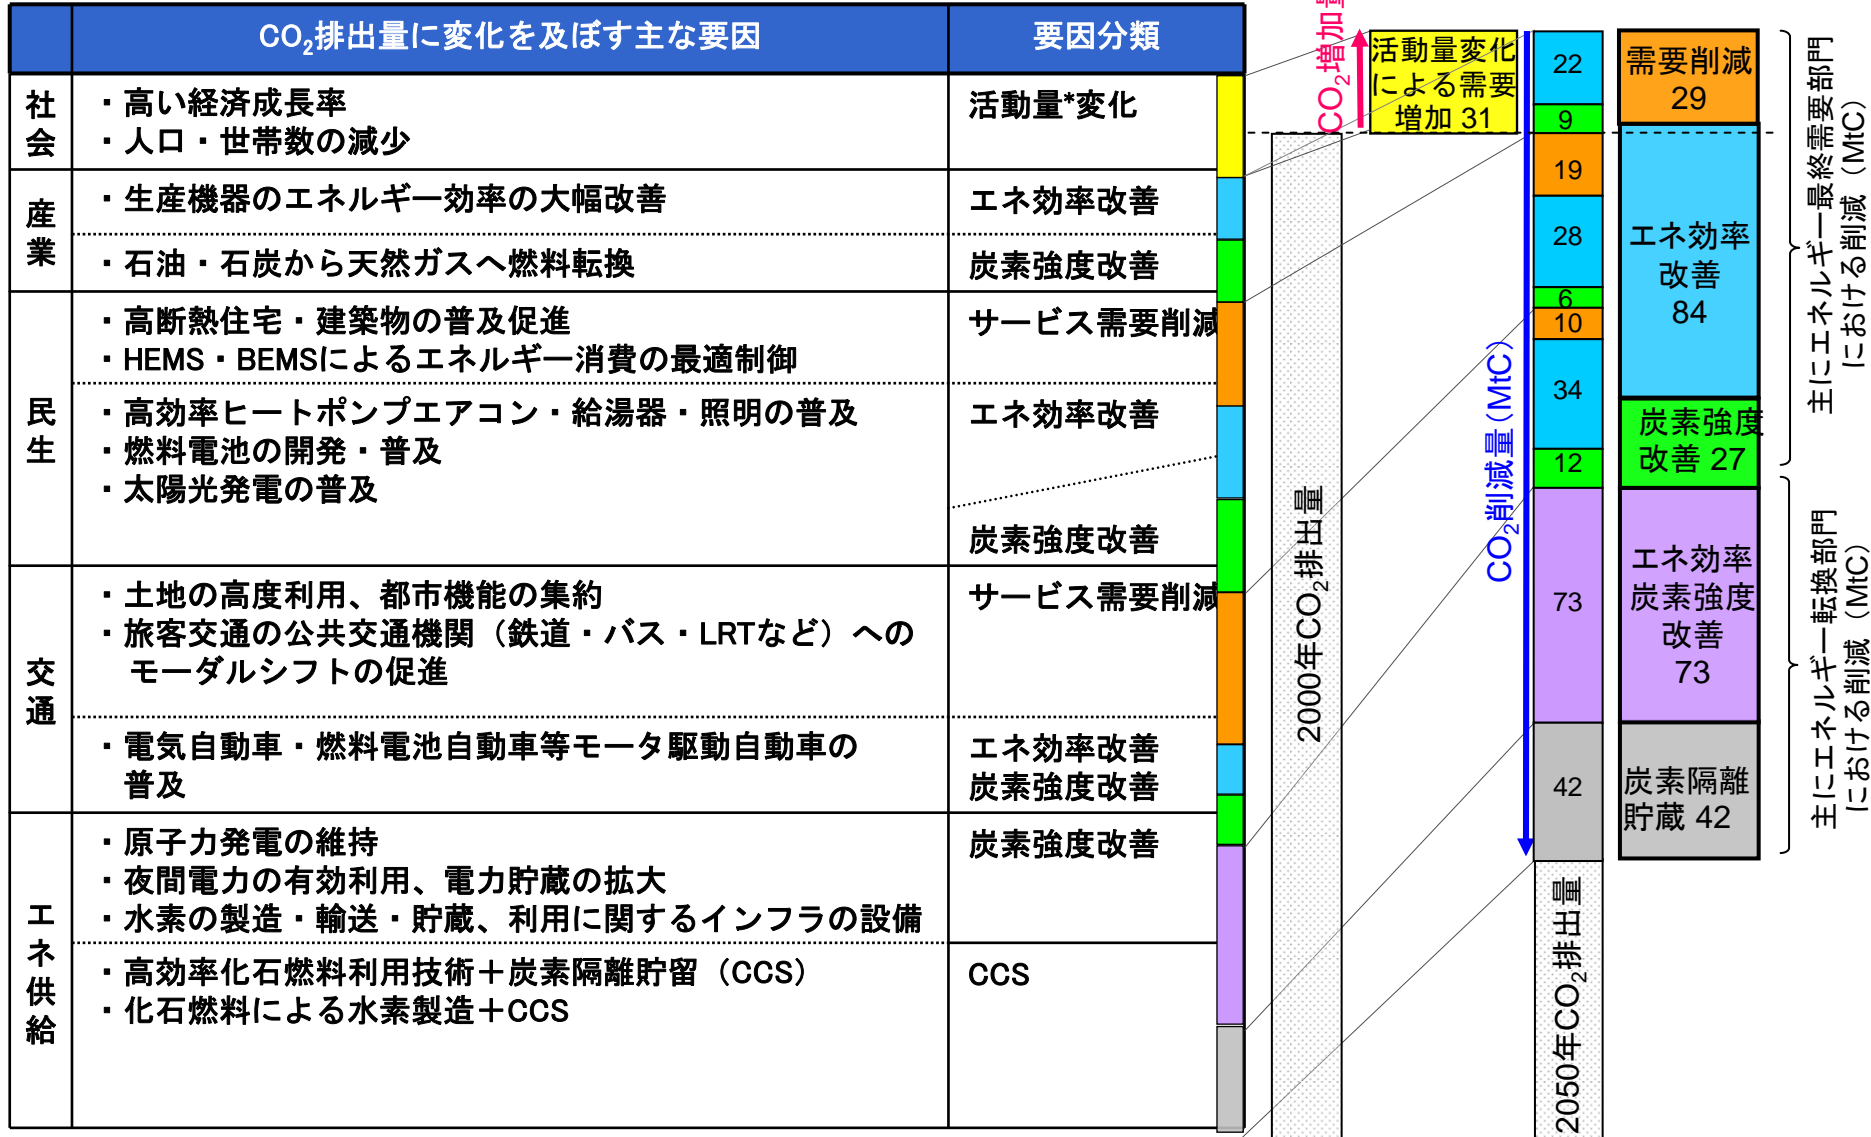 CO₂排出量に変化を及ぼす主な要因
要因分類
社会
・高い経済成長率
・人口・世帯数の減少
活動量*変化
産業
・生産機器のエネルギー効率の大幅改善
エネ効率改善
・石油・石炭から天然ガスへ燃料転換
炭素強度改善
民生
・高断熱住宅・建築物の普及促進
・HEMS・BEMSによるエネルギー消費の最適制御
サービス需要削減
・高効率ヒートポンプエアコン・給湯器・照明の普及
・燃料電池の開発・普及
・太陽光発電の普及
エネ効率改善
炭素強度改善
交通
・土地の高度利用、都市機能の集約
・旅客交通の公共交通機関（鉄道・バス・LRTなど）への
モーダルシフトの促進
サービス需要削減
・電気自動車・燃料電池自動車等モータ駆動自動車の
普及
エネ効率改善
炭素強度改善
エネ供給
・原子力発電の維持
・夜間電力の有効利用、電力貯蔵の拡大
・水素の製造・輸送・貯蔵、利用に関するインフラの設備
炭素強度改善
・高効率化石燃料利用技術＋炭素隔離貯留（CCS）
・化石燃料による水素製造＋CCS
CCS
CO₂増加量
活動量変化
による需要
増加 31
2000年CO₂排出量
CO₂削減量(MtC)
22
9
19
28
6
10
34
12
73
42
2050年CO₂排出量
需要削減
29
エネ効率
改善
84
炭素強度
改善 27
エネ効率
炭素強度
改善
73
炭素隔離
貯蔵 42
主にエネルギー最終需要部門
における削減（MtC）
主にエネルギー転換部門
における削減（MtC）